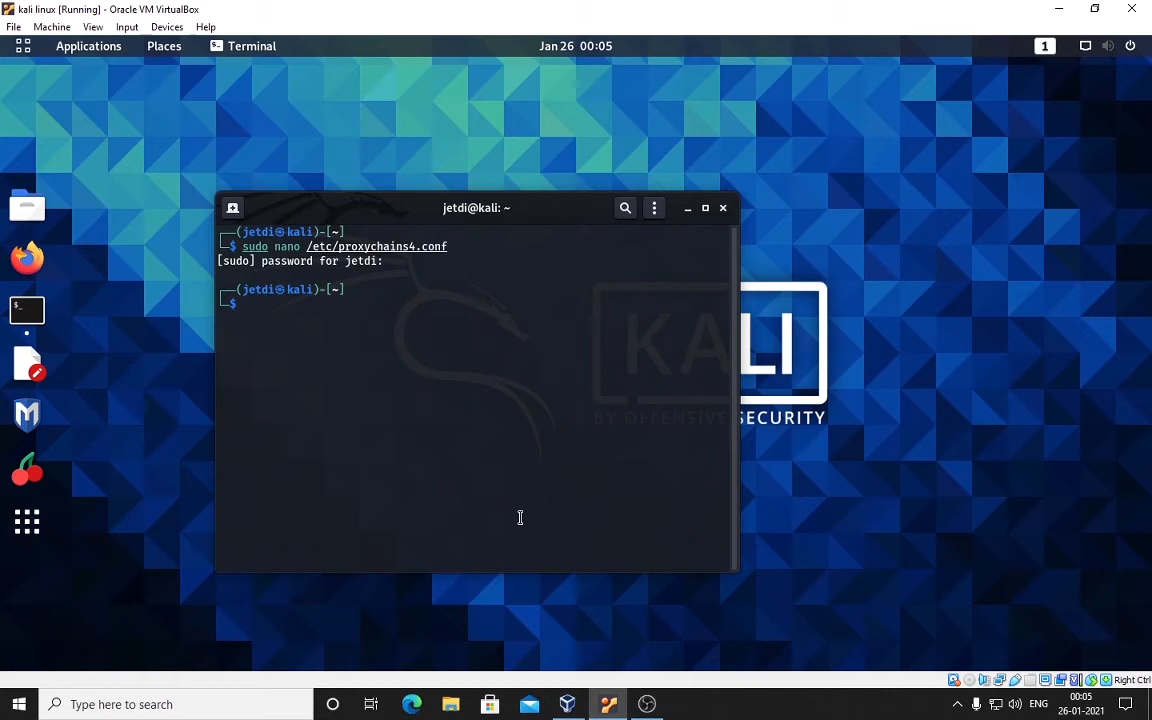 kali linux [Running] - Oracle VM VirtualBox
File Machine View Input Devices Help
Applications Places Terminal Jan 26 00:05 1
jetdi@kali: ~
┌──(jetdi㉿kali)-[~]
└─$ sudo nano /etc/proxychains4.conf
[sudo] password for jetdi:
┌──(jetdi㉿kali)-[~]
└─$
KALI
BY OFFENSIVE SECURITY
Right Ctrl
Type here to search
ENG
00:05
26-01-2021